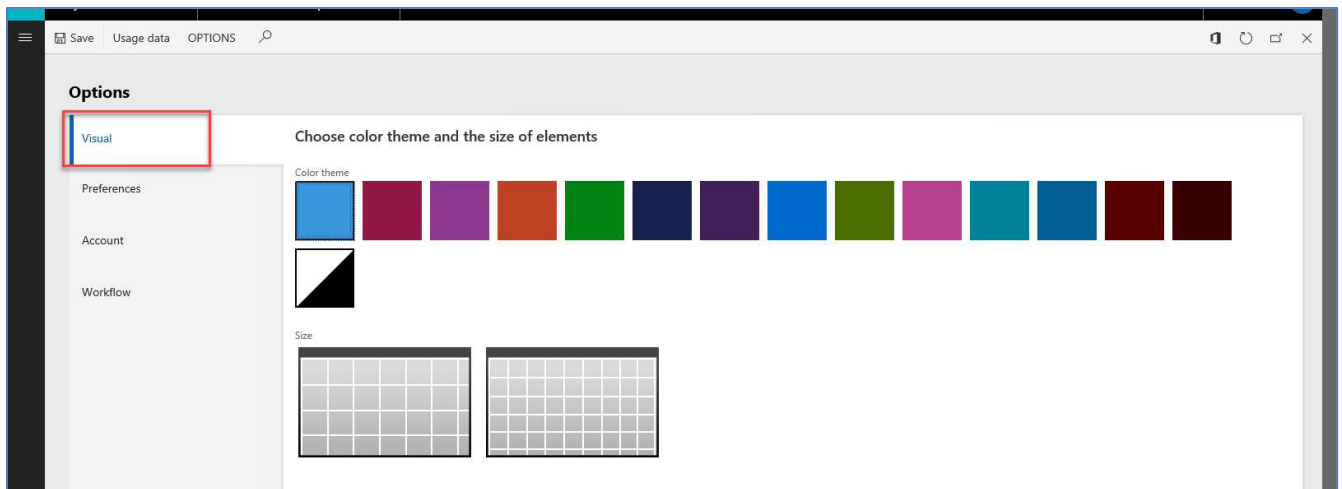 Save Usage data OPTIONS
Options
Visual
Choose color theme and the size of elements
Color theme
Preferences
Account
Workflow
Size